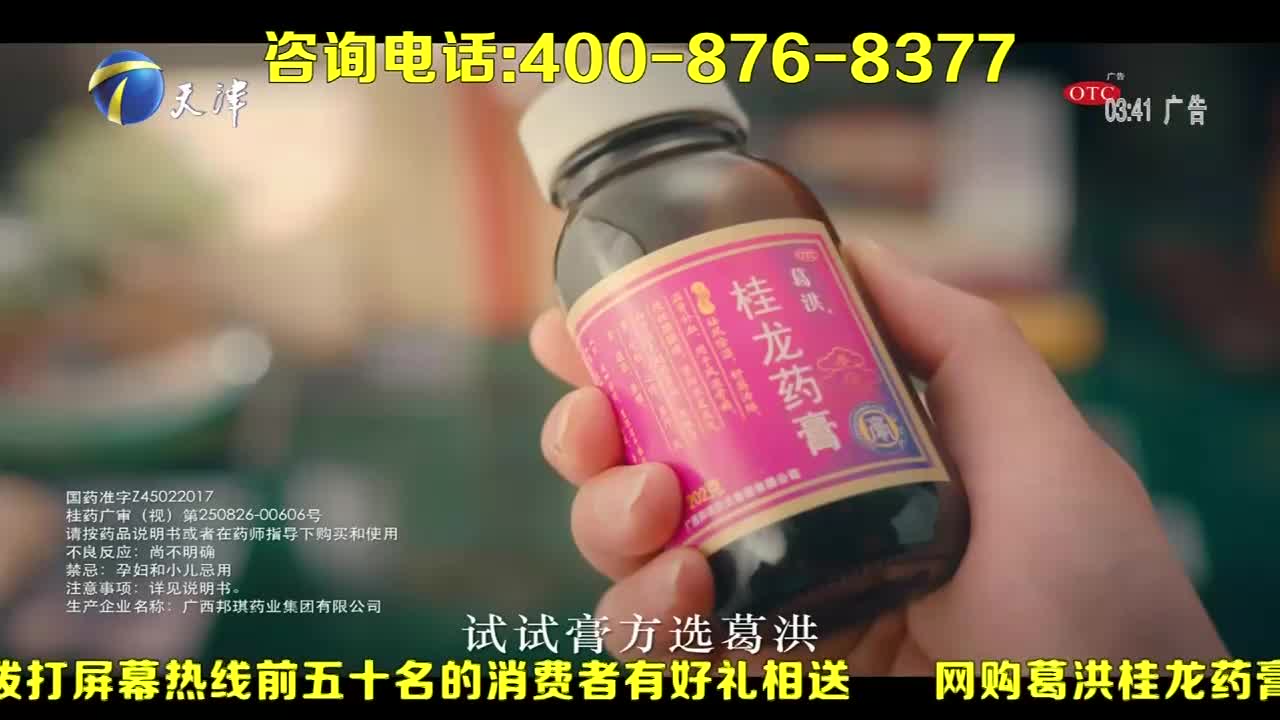 咨询电话:400-876-8377
天津
广告
OTC
03:41 广告
OTC
葛洪
桂龙药膏
202克
国药准字Z45022017
桂药广审（视）第250826-00606号
请按药品说明书或者在药师指导下购买和使用
不良反应：尚不明确
禁忌：孕妇和小儿忌用
注意事项：详见说明书。
生产企业名称：广西邦琪药业集团有限公司
试试膏方选葛洪
拨打屏幕热线前五十名的消费者有好礼相送 网购葛洪桂龙药膏